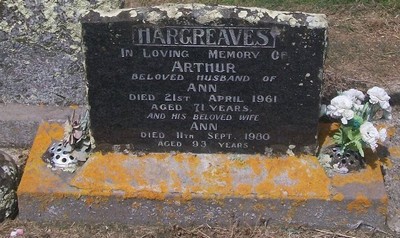 HARGREAVES
IN LOVING MEMORY OF
ARTHUR
BELOVED HUSBAND OF
ANN
DIED 21ST APRIL 1961
AGED 71 YEARS.
AND HIS BELOVED WIFE
ANN
DIED 11TH SEPT. 1980
AGED 93 YEARS